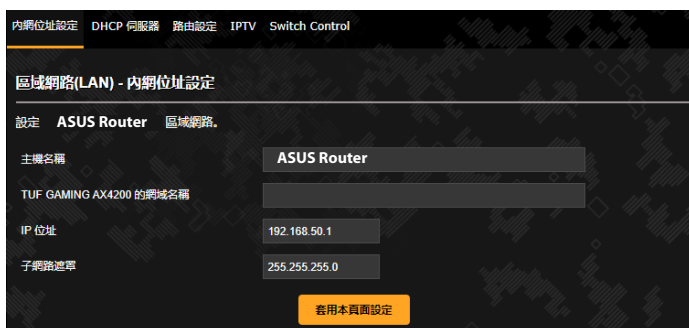 內網位址設定 DHCP 伺服器 路由設定 IPTV Switch Control
區域網路(LAN) - 內網位址設定
設定 ASUS Router 區域網路。
主機名稱 ASUS Router
TUF GAMING AX4200 的網域名稱
IP 位址 192.168.50.1
子網路遮罩 255.255.255.0
套用本頁面設定